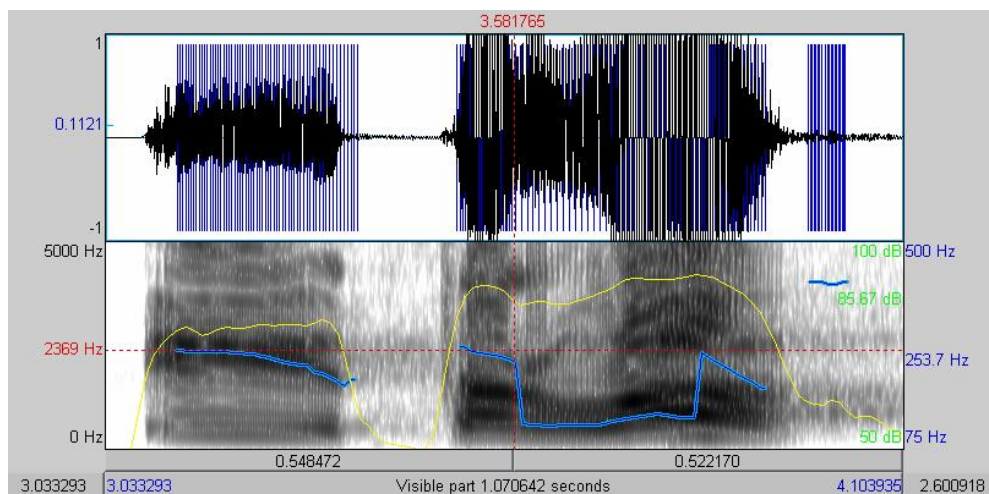 3.581765
1
0.1121
-1
5000 Hz 100 dB 500 Hz
85.67 dB
2369 Hz 253.7 Hz
0 Hz 50 dB 75 Hz
0.548472 0.522170
3.033293 3.033293 Visible part 1.070642 seconds 4.103935 2.600918